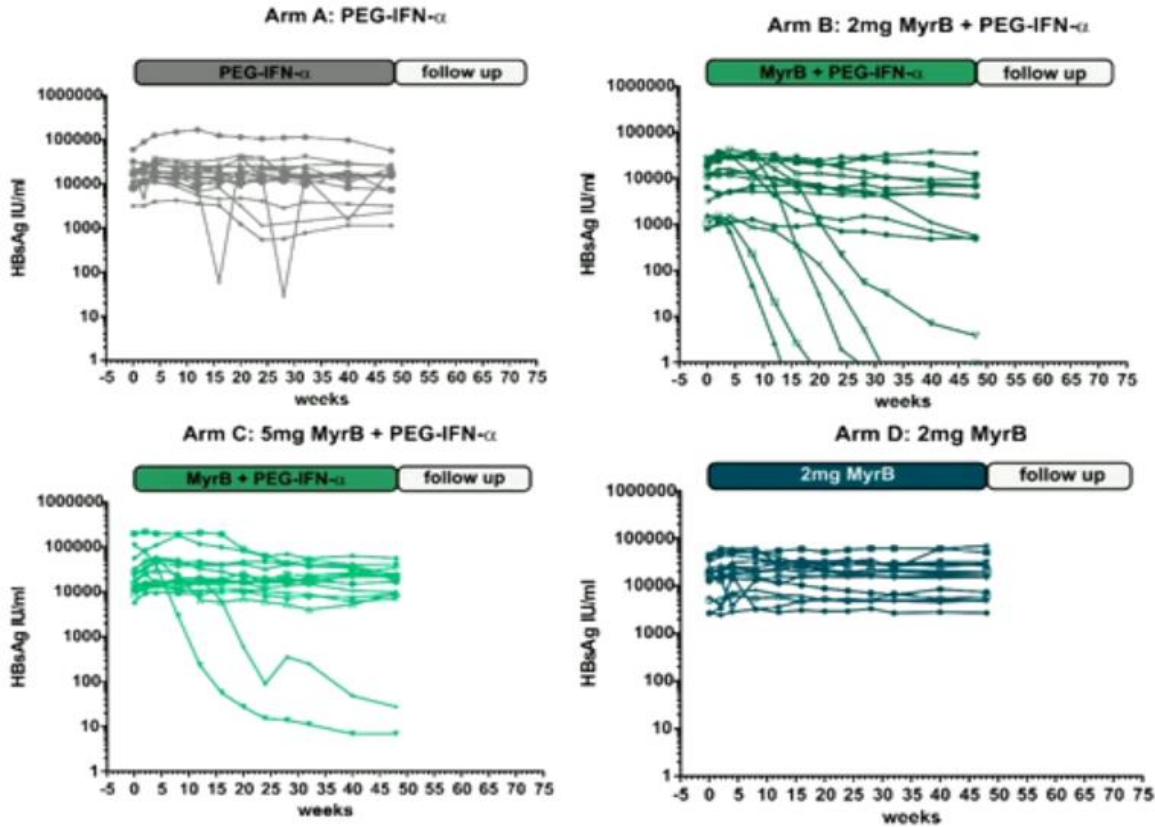 Arm A: PEG-IFN-α
PEG-IFN-α
follow up
1000000
100000
10000
1000
100
10
1
HBsAg IU/ml
-5 0 5 10 15 20 25 30 35 40 45 50 55 60 65 70 75
weeks
Arm B: 2mg MyrB + PEG-IFN-α
MyrB + PEG-IFN-α
follow up
1000000
100000
10000
1000
100
10
1
HBsAg IU/ml
-5 0 5 10 15 20 25 30 35 40 45 50 55 60 65 70 75
weeks
Arm C: 5mg MyrB + PEG-IFN-α
MyrB + PEG-IFN-α
follow up
1000000
100000
10000
1000
100
10
1
HBsAg IU/ml
-5 0 5 10 15 20 25 30 35 40 45 50 55 60 65 70 75
weeks
Arm D: 2mg MyrB
2mg MyrB
follow up
1000000
100000
10000
1000
100
10
1
HBsAg IU/ml
-5 0 5 10 15 20 25 30 35 40 45 50 55 60 65 70 75
weeks